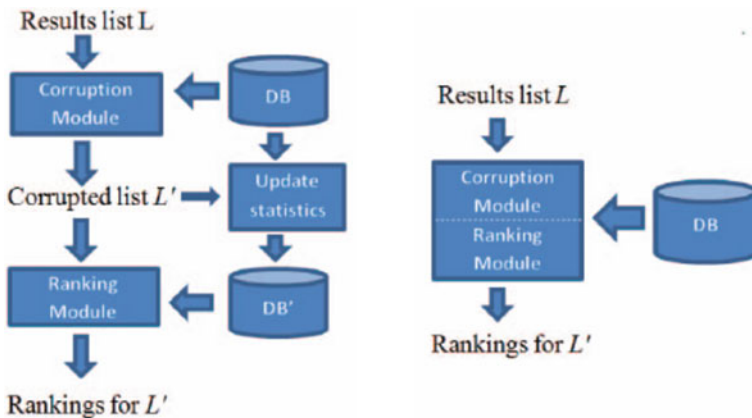 Results list L
Corruption
Module
DB
Corrupted list L'
Update
statistics
Ranking
Module
DB'
Rankings for L'
Results list L
Corruption
Module
Ranking
Module
DB
Rankings for L'